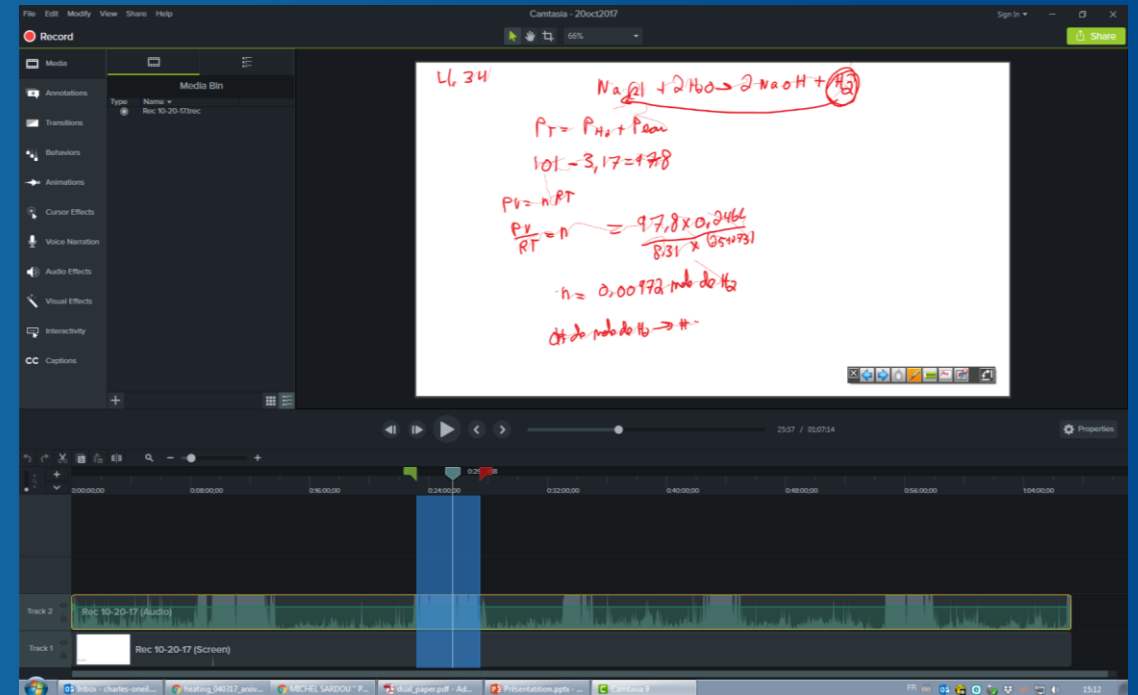 File Edit Modify View Share Help
Camtasia - 20oct2017
Sign In
Record
66%
Share
Media
Annotations
Transitions
Behaviors
Animations
Cursor Effects
Voice Narration
Audio Effects
Visual Effects
Interactivity
CC Captions
Media Bin
Type Name
Rec 10-20-17.trec
4,34
+ 2H2O → 2NaOH + H2
PT = PH2 + Peau
101 - 3,17 = 97,8
PV = nRT
PV/RT = n = 97,8 x 0,2466
8,31 x (25+273)
n = 0,00972 mole de H2
# de mole de H2 → #
25:37 / 01:07:14
Properties
0:00:00;00 0:08:00;00 0:16:00;00 0:24:00;00 0:32:00;00 0:40:00;00 0:48:00;00 0:56:00;00 1:04:00;00
Track 2 Rec 10-20-17 (Audio)
Track 1 Rec 10-20-17 (Screen)
Inbox - charles-oneil... heating_040317_aniv... MICHEL SARDOU " P... dual_paper.pdf - Ad... Présentatition.pptx - ... Camtasia 9 FR 15:12